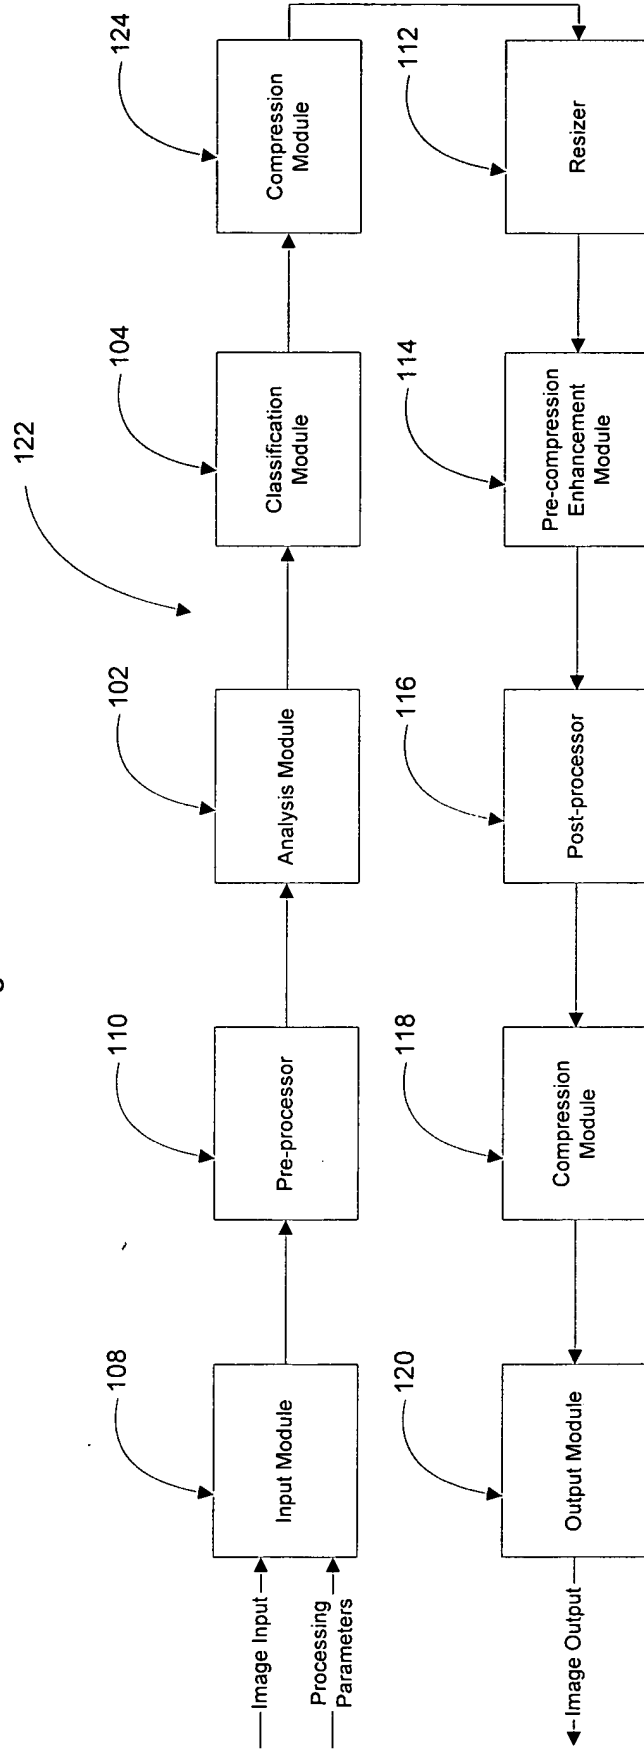 122
108
110
102
104
124
Image Input
Processing
Parameters
Input Module
Pre-processor
Analysis Module
Classification
Module
Compression
Module
120
118
116
114
112
Image Output
Output Module
Compression
Module
Post-processor
Pre-compression
Enhancement
Module
Resizer